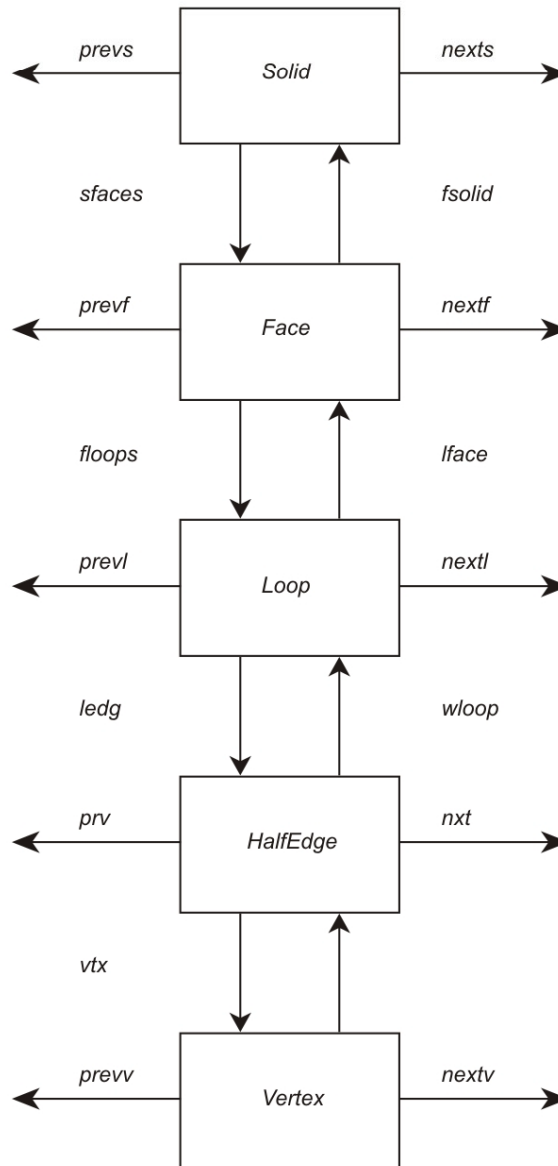 prevs
Solid
nexts
sfaces
fsolid
prevf
Face
nextf
floops
lface
prevl
Loop
nextl
ledg
wloop
prv
HalfEdge
nxt
vtx
prevv
Vertex
nextv